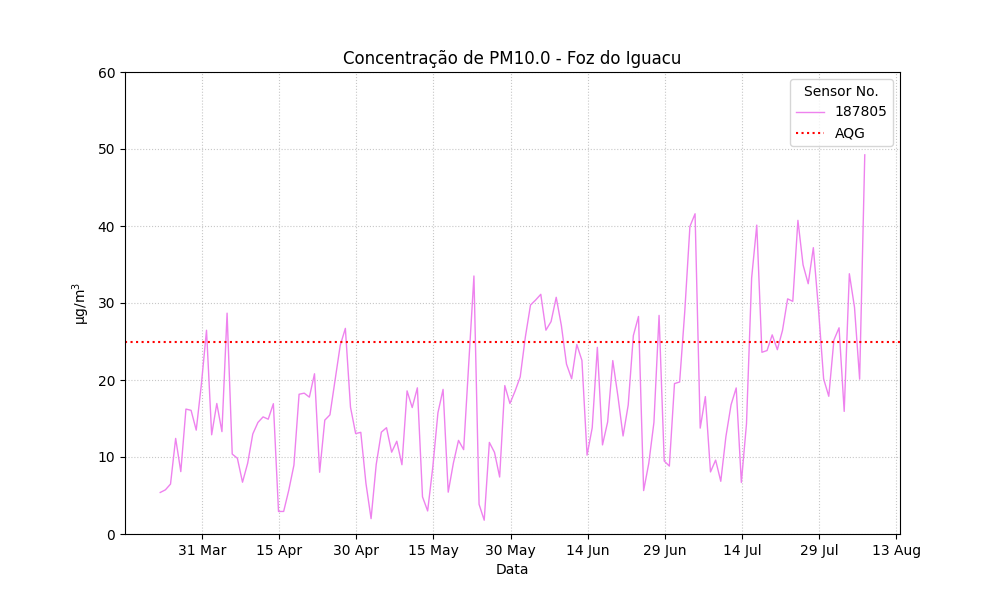 Concentração de PM10.0 - Foz do Iguacu
Sensor No.
187805
AQG
60
50
40
30
20
10
0
µg/m³
31 Mar
15 Apr
30 Apr
15 May
30 May
14 Jun
29 Jun
14 Jul
29 Jul
13 Aug
Data